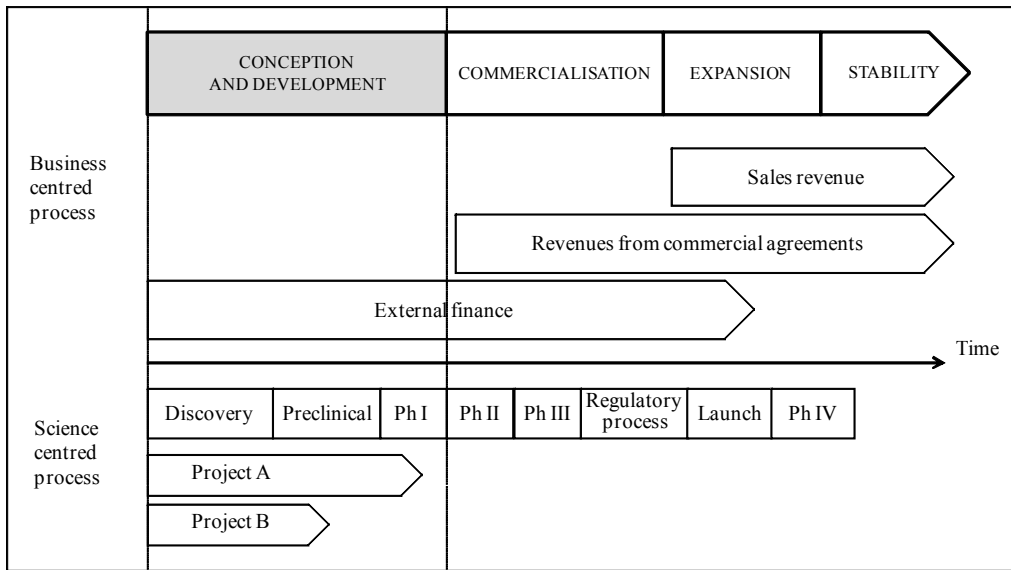 CONCEPTION
AND DEVELOPMENT
COMMERCIALISATION
EXPANSION
STABILITY
Business
centred
process
Sales revenue
Revenues from commercial agreements
External finance
Time
Discovery
Preclinical
Ph I
Ph II
Ph III
Regulatory
process
Launch
Ph IV
Science
centred
process
Project A
Project B